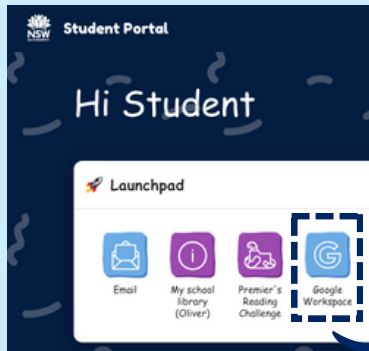 NSW
Student Portal
Hi Student
Launchpad
Email
My school
library
(Oliver)
Premier's
Reading
Challenge
Google
Workspace